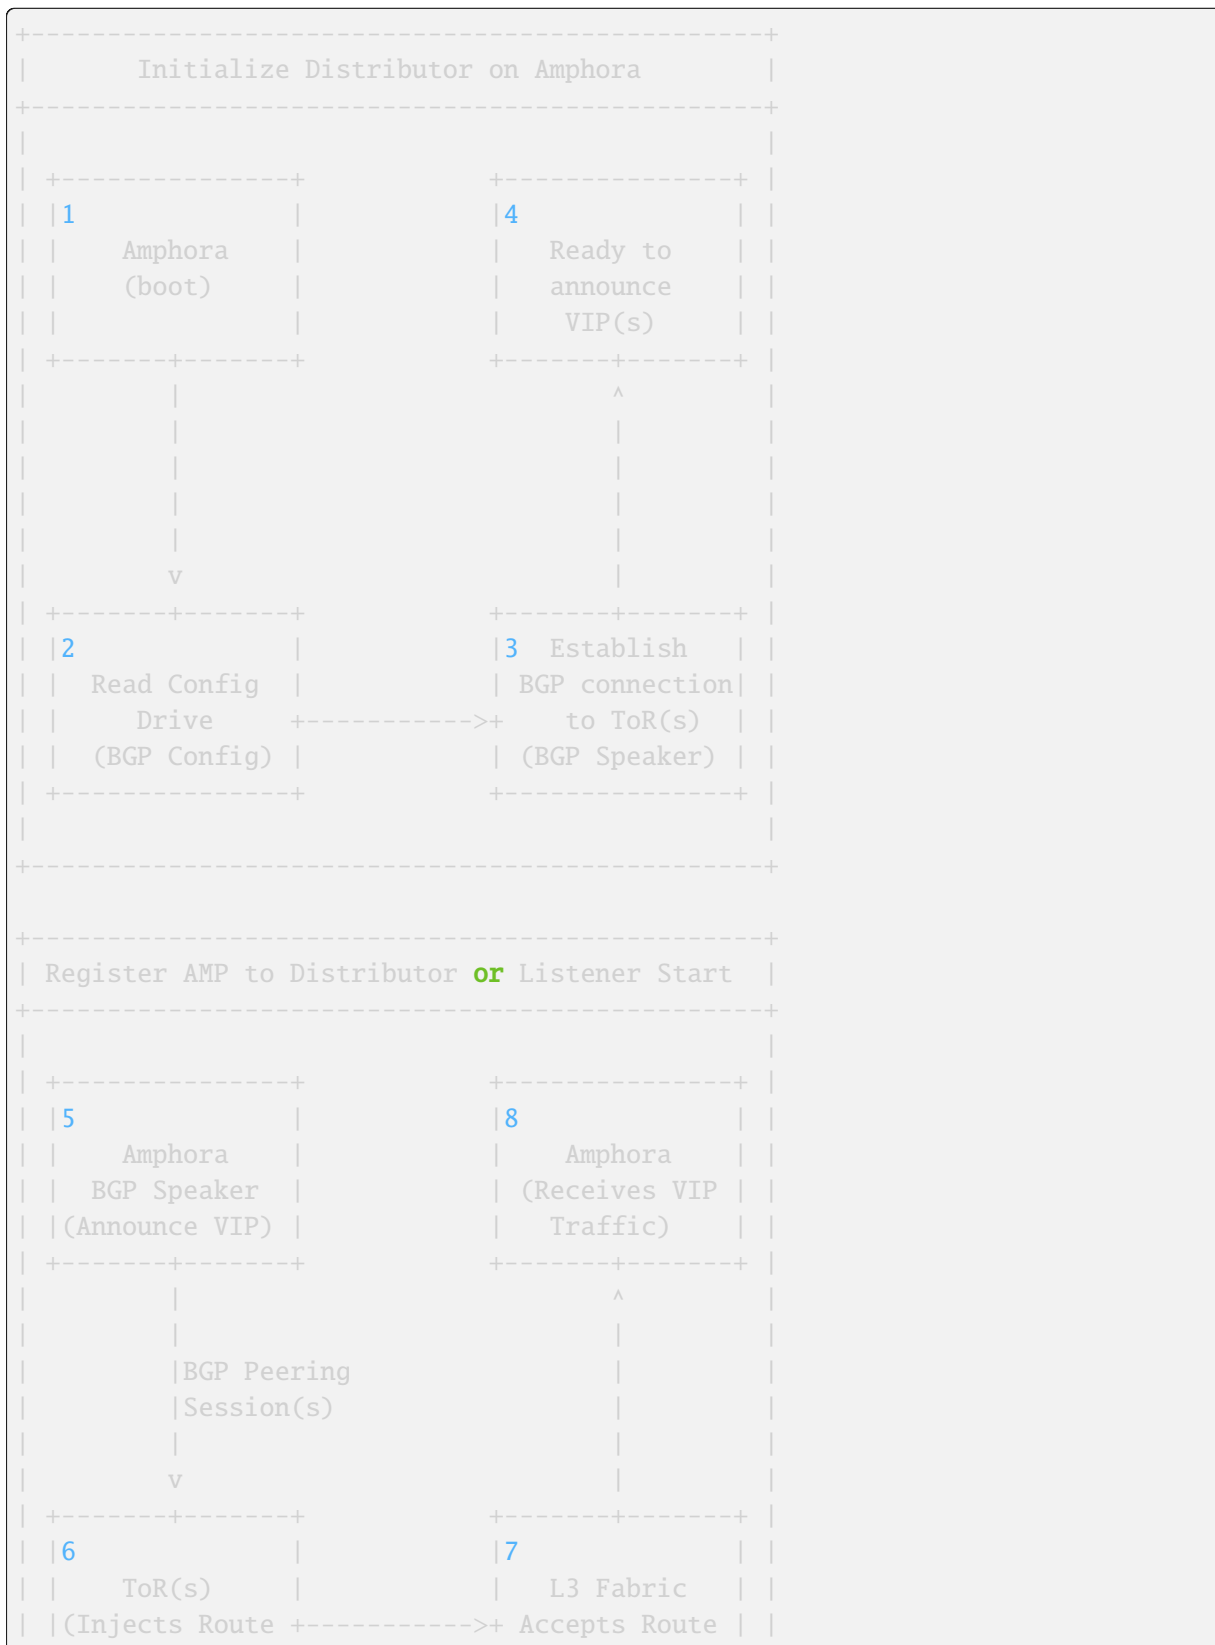 +------------------------------------------------+
|       Initialize Distributor on Amphora        |
+------------------------------------------------+
|                                                |
| +---------------+            +---------------+ |
| |1              |            |4              | |
| |    Amphora    |            |   Ready to    | |
| |    (boot)     |            |   announce    | |
| |               |            |    VIP(s)     | |
| +-------+-------+            +-------+-------+ |
|         |                            ^         |
|         |                            |         |
|         |                            |         |
|         |                            |         |
|         |                            |         |
|         v                            |         |
| +-------+-------+            +-------+-------+ |
| |2              |            |3  Establish   | |
| |  Read Config  |            | BGP connection| |
| |     Drive     +----------->+    to ToR(s)  | |
| |  (BGP Config) |            | (BGP Speaker) | |
| +---------------+            +---------------+ |
|                                                |
+------------------------------------------------+
+------------------------------------------------+
| Register AMP to Distributor or Listener Start  |
+------------------------------------------------+
|                                                |
| +---------------+            +---------------+ |
| |5              |            |8              | |
| |    Amphora    |            |    Amphora    | |
| |  BGP Speaker  |            | (Receives VIP | |
| |(Announce VIP) |            |   Traffic)    | |
| +-------+-------+            +-------+-------+ |
|         |                            ^         |
|         |                            |         |
|         |BGP Peering                 |         |
|         |Session(s)                  |         |
|         |                            |         |
|         v                            |         |
| +-------+-------+            +-------+-------+ |
| |6              |            |7              | |
| |    ToR(s)     |            |   L3 Fabric   | |
| |(Injects Route +----------->+ Accepts Route | |